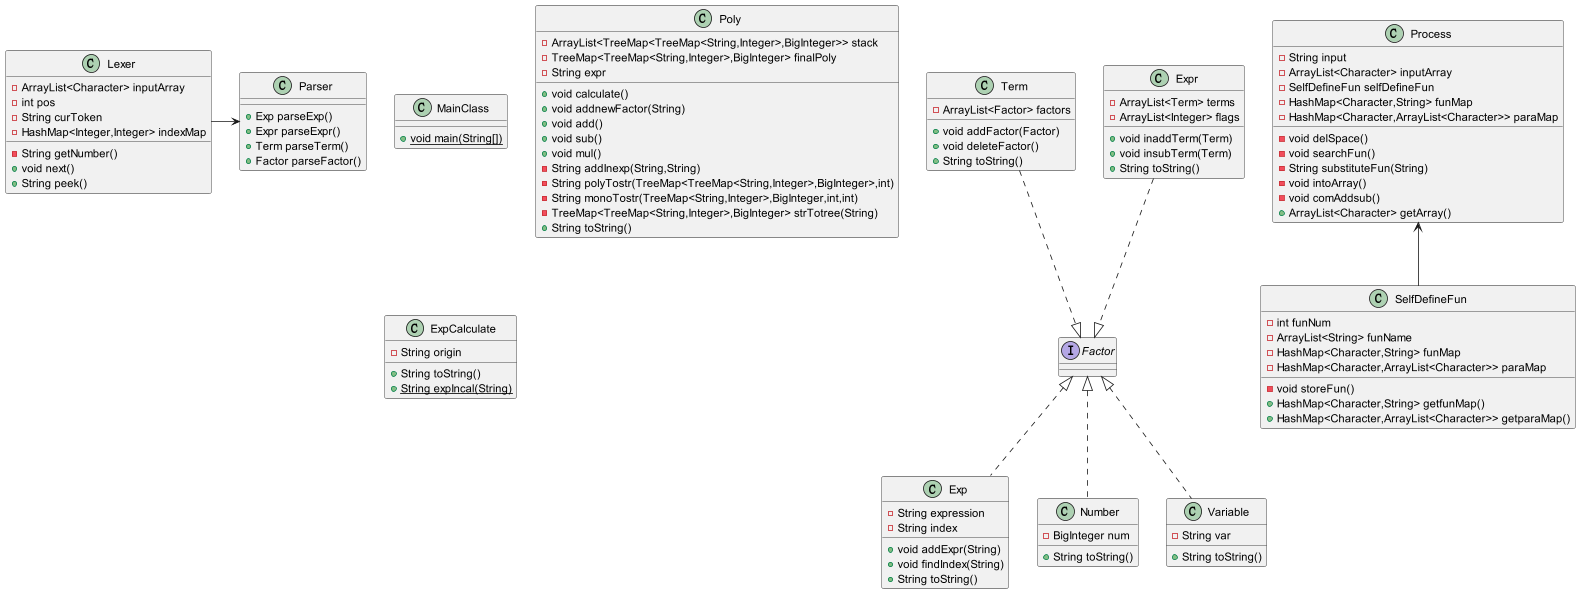 C Lexer
ArrayList<Character> inputArray
int pos
String curToken
HashMap<Integer,Integer> indexMap
String getNumber()
void next()
String peek()
C Parser
Exp parseExp()
Expr parseExpr()
Term parseTerm()
Factor parseFactor()
C MainClass
void main(String[])
C Poly
ArrayList<TreeMap<TreeMap<String,Integer>,BigInteger>> stack
TreeMap<TreeMap<String,Integer>,BigInteger> finalPoly
String expr
void calculate()
void addnewFactor(String)
void add()
void sub()
void mul()
String addInexp(String,String)
String polyTostr(TreeMap<TreeMap<String,Integer>,BigInteger>,int)
String monoTostr(TreeMap<String,Integer>,BigInteger,int,int)
TreeMap<TreeMap<String,Integer>,BigInteger> strTotree(String)
String toString()
C Term
ArrayList<Factor> factors
void addFactor(Factor)
void deleteFactor()
String toString()
C Expr
ArrayList<Term> terms
ArrayList<Integer> flags
void inaddTerm(Term)
void insubTerm(Term)
String toString()
C Process
String input
ArrayList<Character> inputArray
SelfDefineFun selfDefineFun
HashMap<Character,String> funMap
HashMap<Character,ArrayList<Character>> paraMap
void delSpace()
void searchFun()
String substituteFun(String)
void intoArray()
void comAddsub()
ArrayList<Character> getArray()
C ExpCalculate
String origin
String toString()
String expIncal(String)
I Factor
C SelfDefineFun
int funNum
ArrayList<String> funName
HashMap<Character,String> funMap
HashMap<Character,ArrayList<Character>> paraMap
void storeFun()
HashMap<Character,String> getfunMap()
HashMap<Character,ArrayList<Character>> getparaMap()
C Exp
String expression
String index
void addExpr(String)
void findIndex(String)
String toString()
C Number
BigInteger num
String toString()
C Variable
String var
String toString()